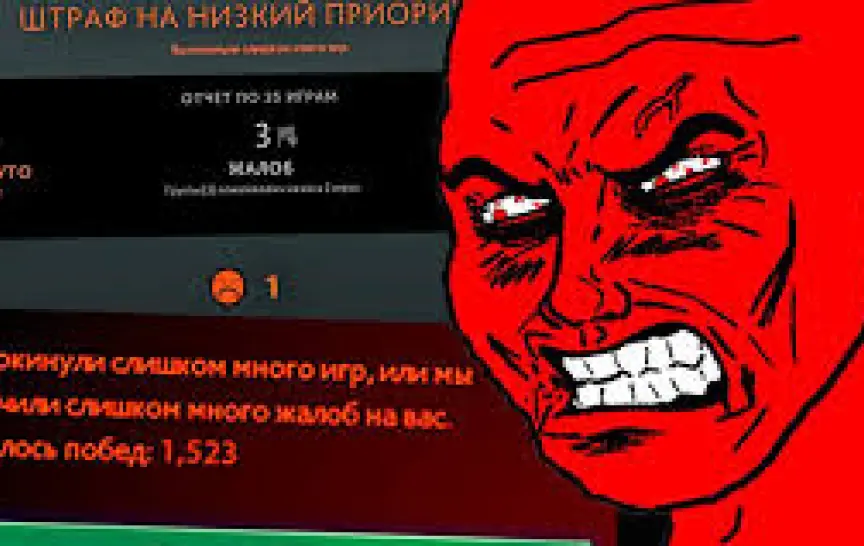 ШТРАФ НА НИЗКИЙ ПРИОРИ
ОТЧЕТ ПО 25 ИГРАМ
3
УТО
ЖАЛОБ
1
окинули слишком много игр, или мы
чили слишком много жалоб на вас.
лось побед: 1,523